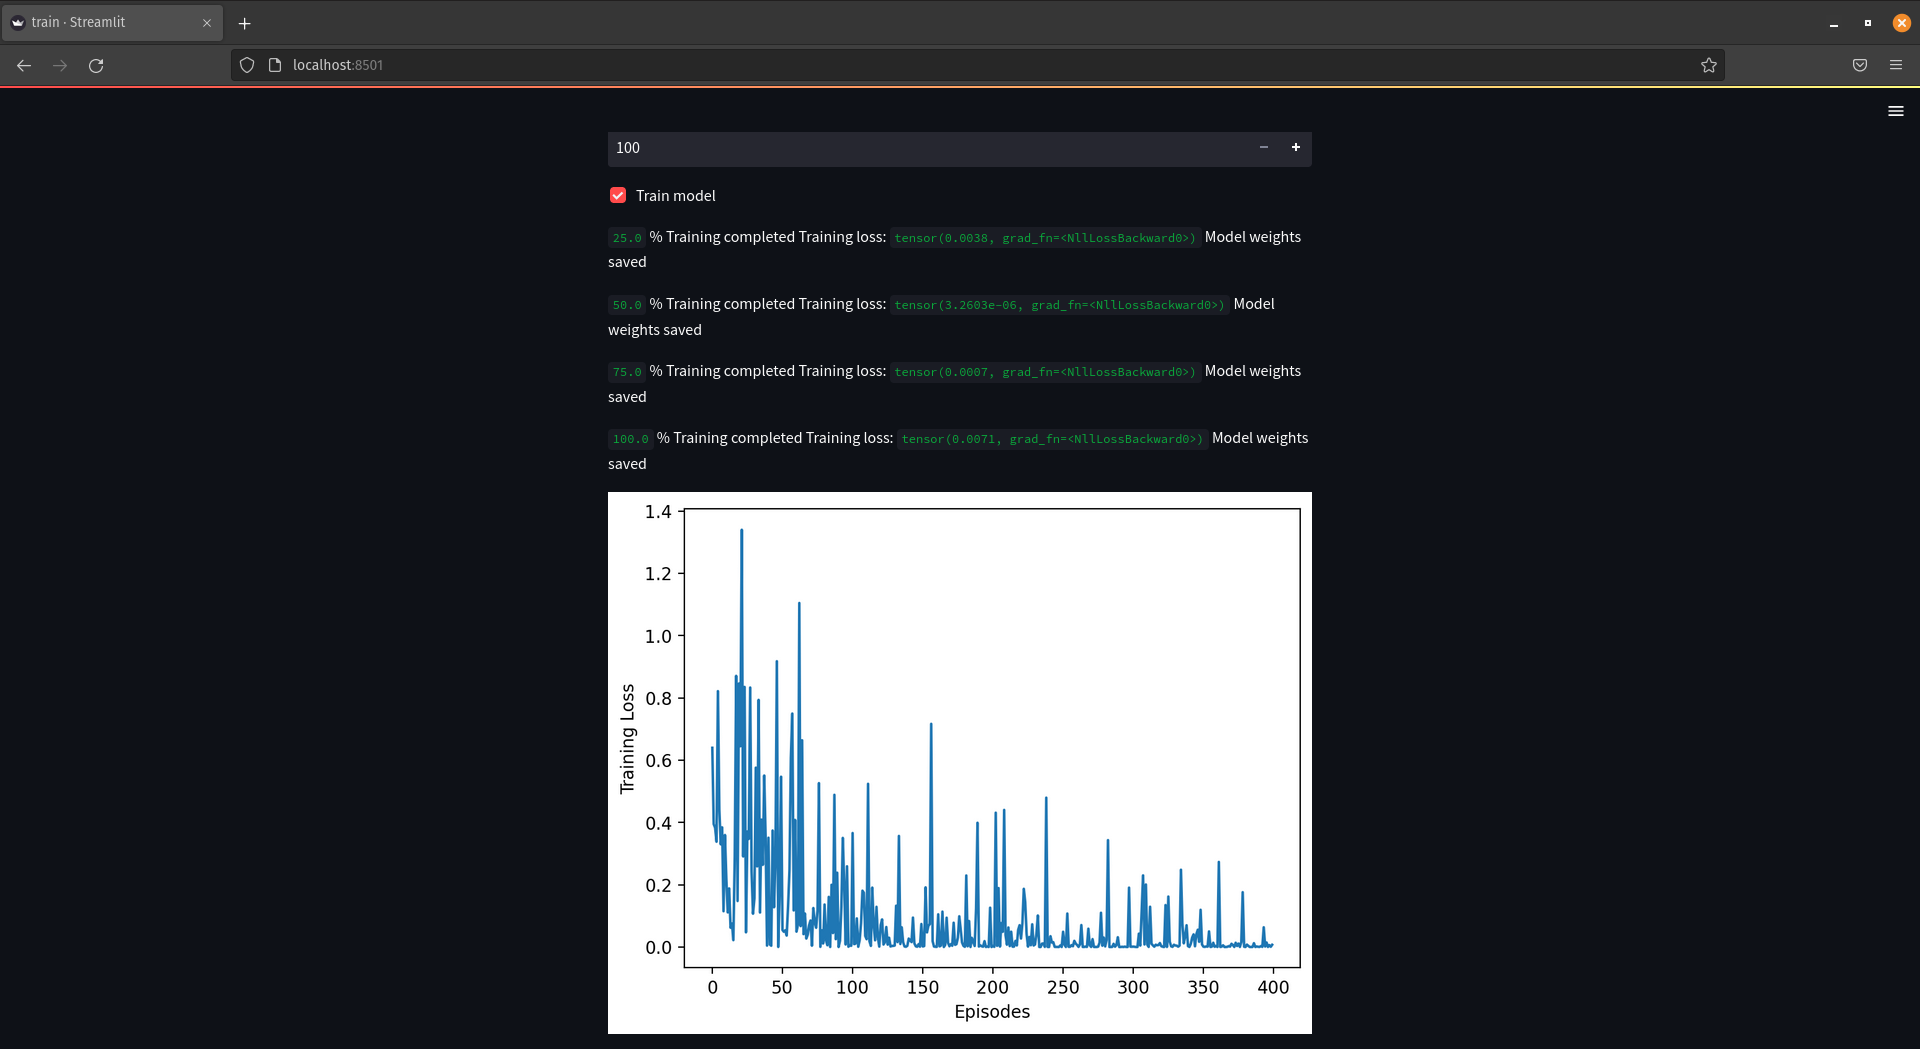 train · Streamlit
localhost:8501
100
Train model
25.0 % Training completed Training loss: tensor(0.0038, grad_fn=<NllLossBackward0>) Model weights
saved
50.0 % Training completed Training loss: tensor(3.2603e-06, grad_fn=<NllLossBackward0>) Model
weights saved
75.0 % Training completed Training loss: tensor(0.0007, grad_fn=<NllLossBackward0>) Model weights
saved
100.0 % Training completed Training loss: tensor(0.0071, grad_fn=<NllLossBackward0>) Model weights
saved
1.4
1.2
1.0
0.8
0.6
0.4
0.2
0.0
Training Loss
0 50 100 150 200 250 300 350 400
Episodes